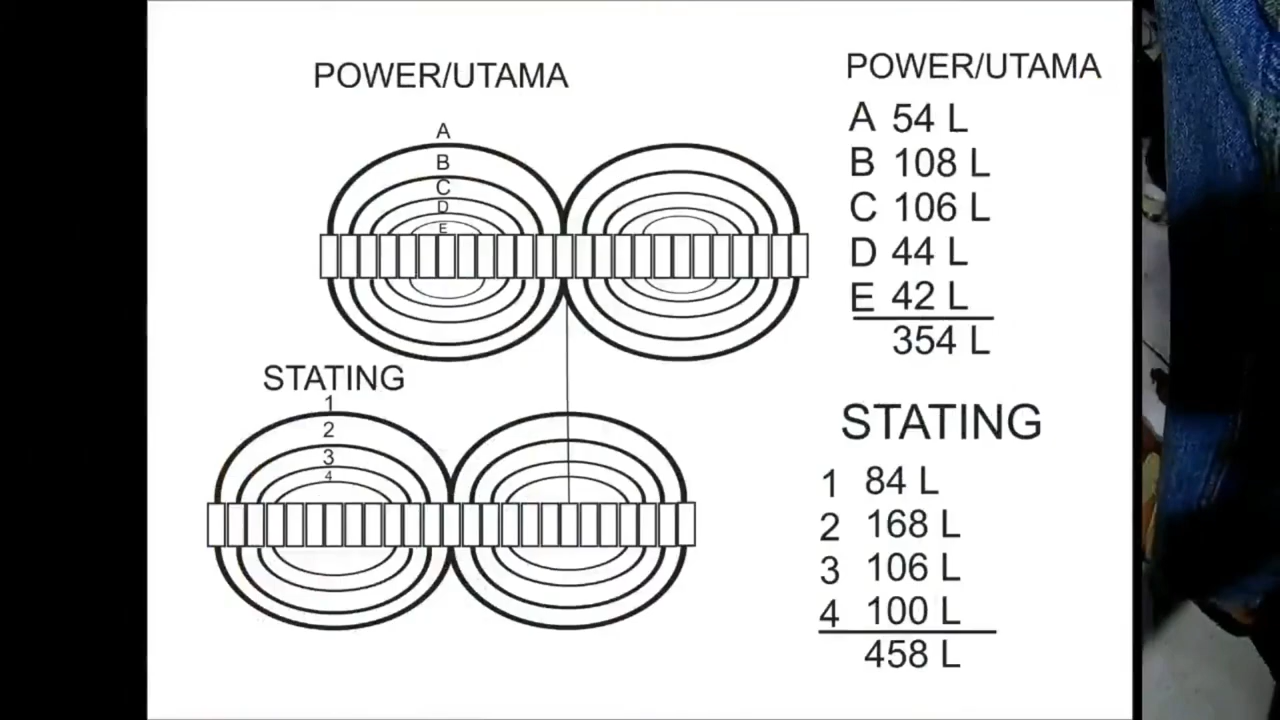 POWER/UTAMA
A
B
C
D
E
STATING
1
2
3
4
POWER/UTAMA
A 54 L
B 108 L
C 106 L
D 44 L
E 42 L
354 L
STATING
1 84 L
2 168 L
3 106 L
4 100 L
458 L